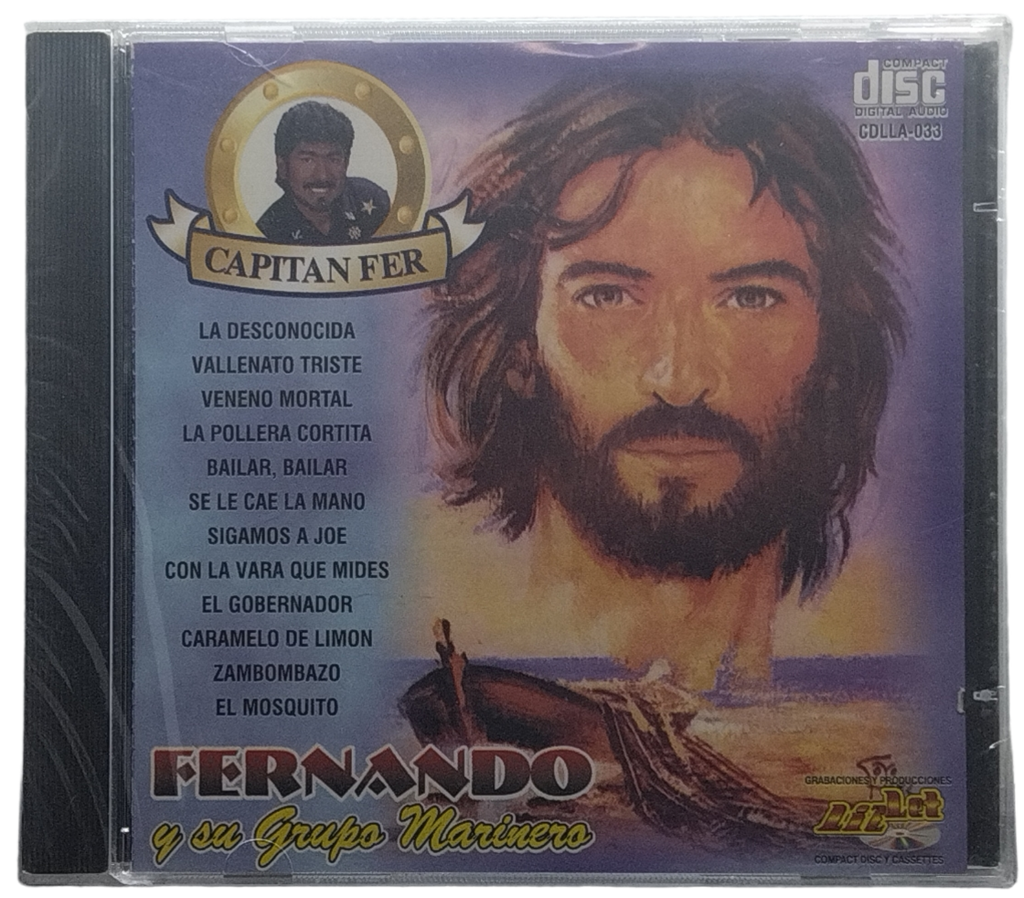 COMPACT
disc
DIGITAL AUDIO
CDLLA-033
CAPITAN FER
LA DESCONOCIDA
VALLENATO TRISTE
VENENO MORTAL
LA POLLERA CORTITA
BAILAR, BAILAR
SE LE CAE LA MANO
SIGAMOS A JOE
CON LA VARA QUE MIDES
EL GOBERNADOR
CARAMELO DE LIMON
ZAMBOMBAZO
EL MOSQUITO
FERNANDO
y su Grupo Marinero
GRABACIONES Y PRODUCCIONES
COMPACT DISC Y CASSETTES